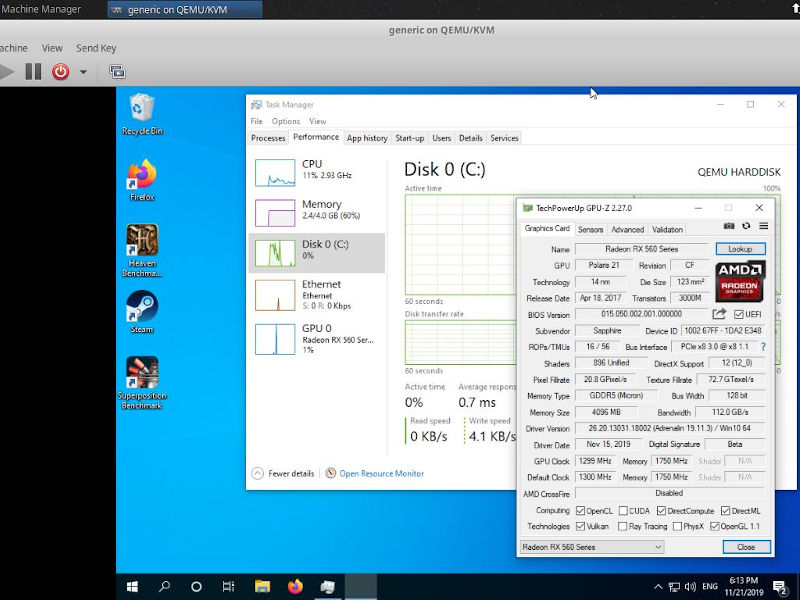 Machine Manager
generic on QEMU/KVM
generic on QEMU/KVM
achine View Send Key
Recycle Bin
Firefox
Heaven
Benchma...
Steam
Superposition
Benchmark
Task Manager
File Options View
Processes Performance App history Start-up Users Details Services
CPU
11% 2.93 GHz
Memory
2.4/4.0 GB (60%)
Disk 0 (C:)
0%
Ethernet
Ethernet
S: 0 R: 0 Kbps
GPU 0
Radeon RX 560 Ser...
1%
Disk 0 (C:)
QEMU HARDDISK
Active time
100%
60 seconds
Disk transfer rate
60 seconds
Active time
Average respons
0%
0.7 ms
Read speed
Write speed
0 KB/s
4.1 KB/s
Fewer details
Open Resource Monitor
TechPowerUp GPU-Z 2.27.0
Graphics Card Sensors Advanced Validation
Name Radeon RX 560 Series Lookup
GPU Polaris 21 Revision CF
Technology 14 nm Die Size 123 mm²
Release Date Apr 18, 2017 Transistors 3000M
AMD
RADEON
GRAPHICS
BIOS Version 015.050.002.001.000000 UEFI
Subvendor Sapphire Device ID 1002 67FF - 1DA2 E348
ROPs/TMUs 16 / 56 Bus Interface PCIe x8 3.0 @ x8 1.1 ?
Shaders 896 Unified DirectX Support 12 (12_0)
Pixel Fillrate 20.8 GPixel/s Texture Fillrate 72.7 GTexel/s
Memory Type GDDR5 (Micron) Bus Width 128 bit
Memory Size 4096 MB Bandwidth 112.0 GB/s
Driver Version 26.20.13031.18002 (Adrenalin 19.11.3) / Win10 64
Driver Date Nov 15, 2019 Digital Signature Beta
GPU Clock 1299 MHz Memory 1750 MHz Shader N/A
Default Clock 1300 MHz Memory 1750 MHz Shader N/A
AMD CrossFire Disabled
Computing OpenCL CUDA DirectCompute DirectML
Technologies Vulkan Ray Tracing PhysX OpenGL 1.1
Radeon RX 560 Series Close
ENG
6:13 PM
11/21/2019
2